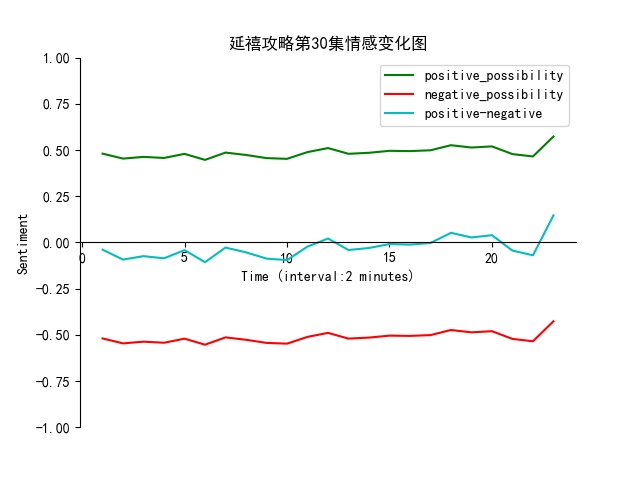 延禧攻略第30集情感变化图
1.00
0.75
0.50
0.25
0.00
-0.25
-0.50
-0.75
-1.00
Sentiment
positive_possibility
negative_possibility
positive-negative
0
5
10
15
20
Time (interval:2 minutes)